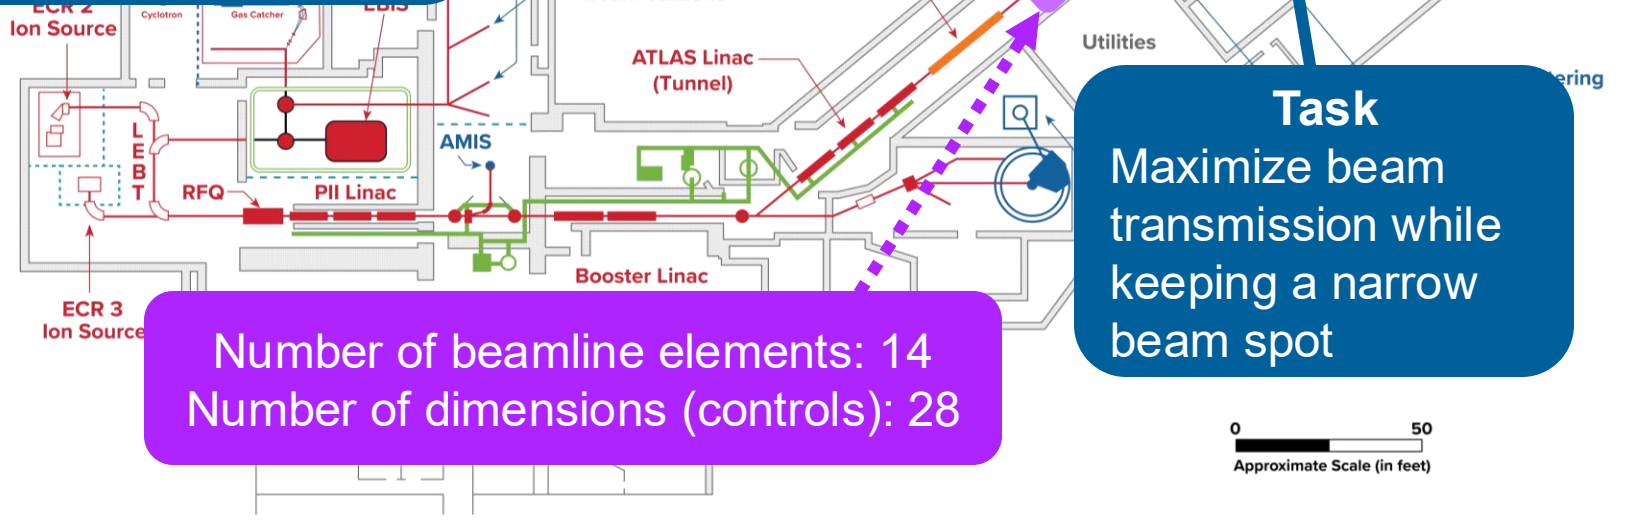 ECR 2
Ion Source
Cyclotron
Gas Catcher
EBIS
ATLAS Linac
(Tunnel)
Utilities
ering
AMIS
L
E
B
T
RFQ
PII Linac
Booster Linac
ECR 3
Ion Source
Number of beamline elements: 14
Number of dimensions (controls): 28
Task
Maximize beam
transmission while
keeping a narrow
beam spot
0 50
Approximate Scale (in feet)